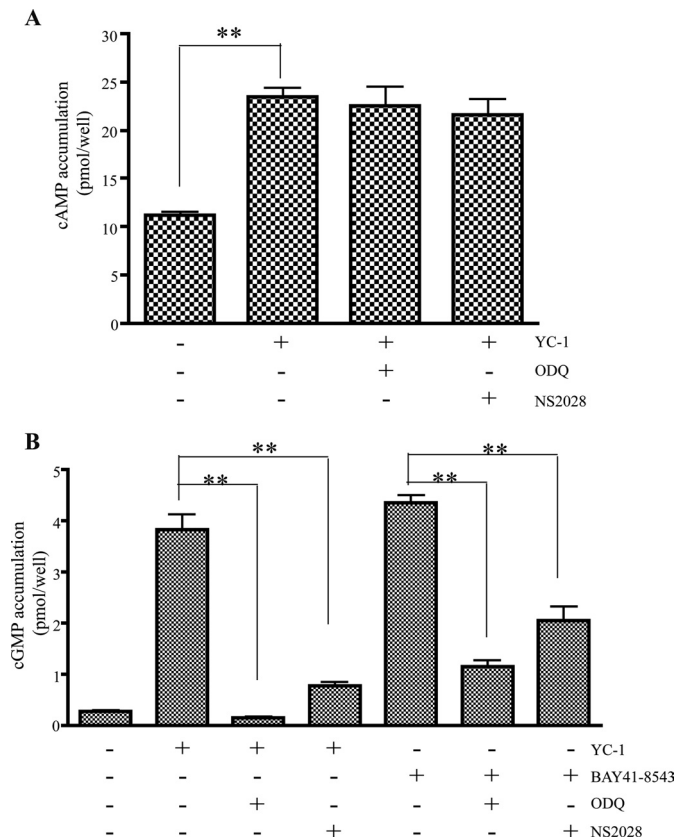 A
**
cAMP accumulation
(pmol/well)
30
25
20
15
10
5
0
- + + + YC-1
- - + - ODQ
- - - + NS2028
B
** **
** **
cGMP accumulation
(pmol/well)
5
4
3
2
1
0
- + + + - - - YC-1
- - - - + + + BAY41-8543
- - + - - + - ODQ
- - - + - - + NS2028